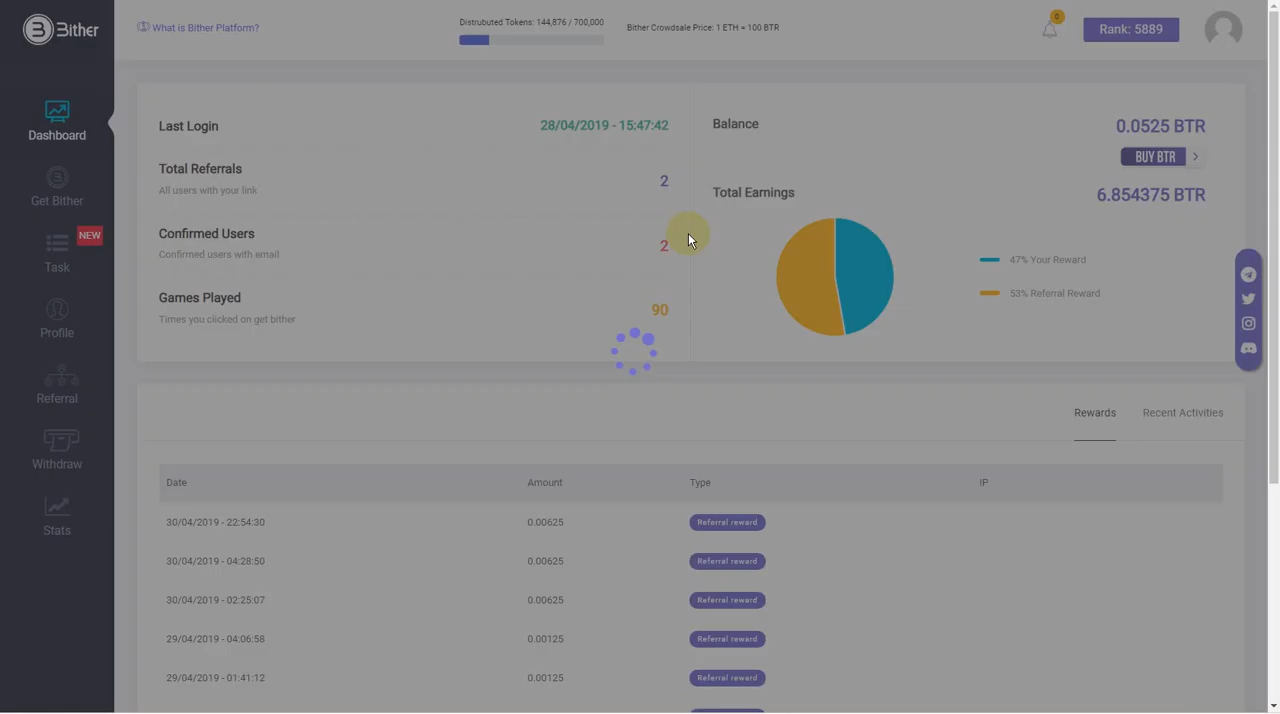 Bither
What is Bither Platform?
Distrubuted Tokens: 144,876 / 700,000
Bither Crowdsale Price: 1 ETH = 100 BTR
0
Rank: 5889
Dashboard
Get Bither
NEW
Task
Profile
Referral
Withdraw
Stats
Last Login
28/04/2019 - 15:47:42
Total Referrals
All users with your link
2
Confirmed Users
Confirmed users with email
2
Games Played
Times you clicked on get bither
90
Balance
0.0525 BTR
BUY BTR
Total Earnings
6.854375 BTR
47% Your Reward
53% Referral Reward
Rewards
Recent Activities
Date Amount Type IP
30/04/2019 - 22:54:30 0.00625 Referral reward
30/04/2019 - 04:28:50 0.00625 Referral reward
30/04/2019 - 02:25:07 0.00625 Referral reward
29/04/2019 - 04:06:58 0.00125 Referral reward
29/04/2019 - 01:41:12 0.00125 Referral reward